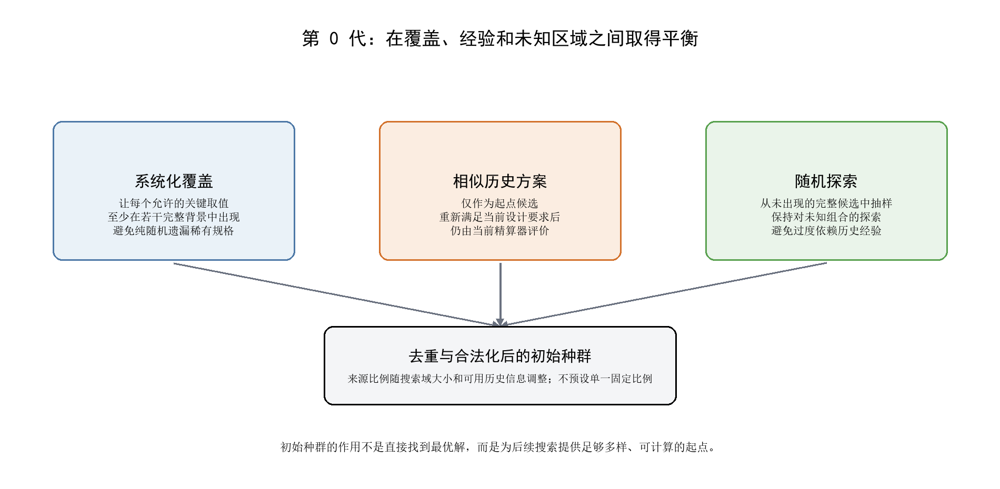 第 0 代：在覆盖、经验和未知区域之间取得平衡
系统化覆盖
让每个允许的关键取值
至少在若干完整背景中出现
避免纯随机遗漏稀有规格
相似历史方案
仅作为起点候选
重新满足当前设计要求后
仍由当前精算器评价
随机探索
从未出现的完整候选中抽样
保持对未知组合的探索
避免过度依赖历史经验
去重与合法化后的初始种群
来源比例随搜索域大小和可用历史信息调整；不预设单一固定比例
初始种群的作用不是直接找到最优解，而是为后续搜索提供足够多样、可计算的起点。